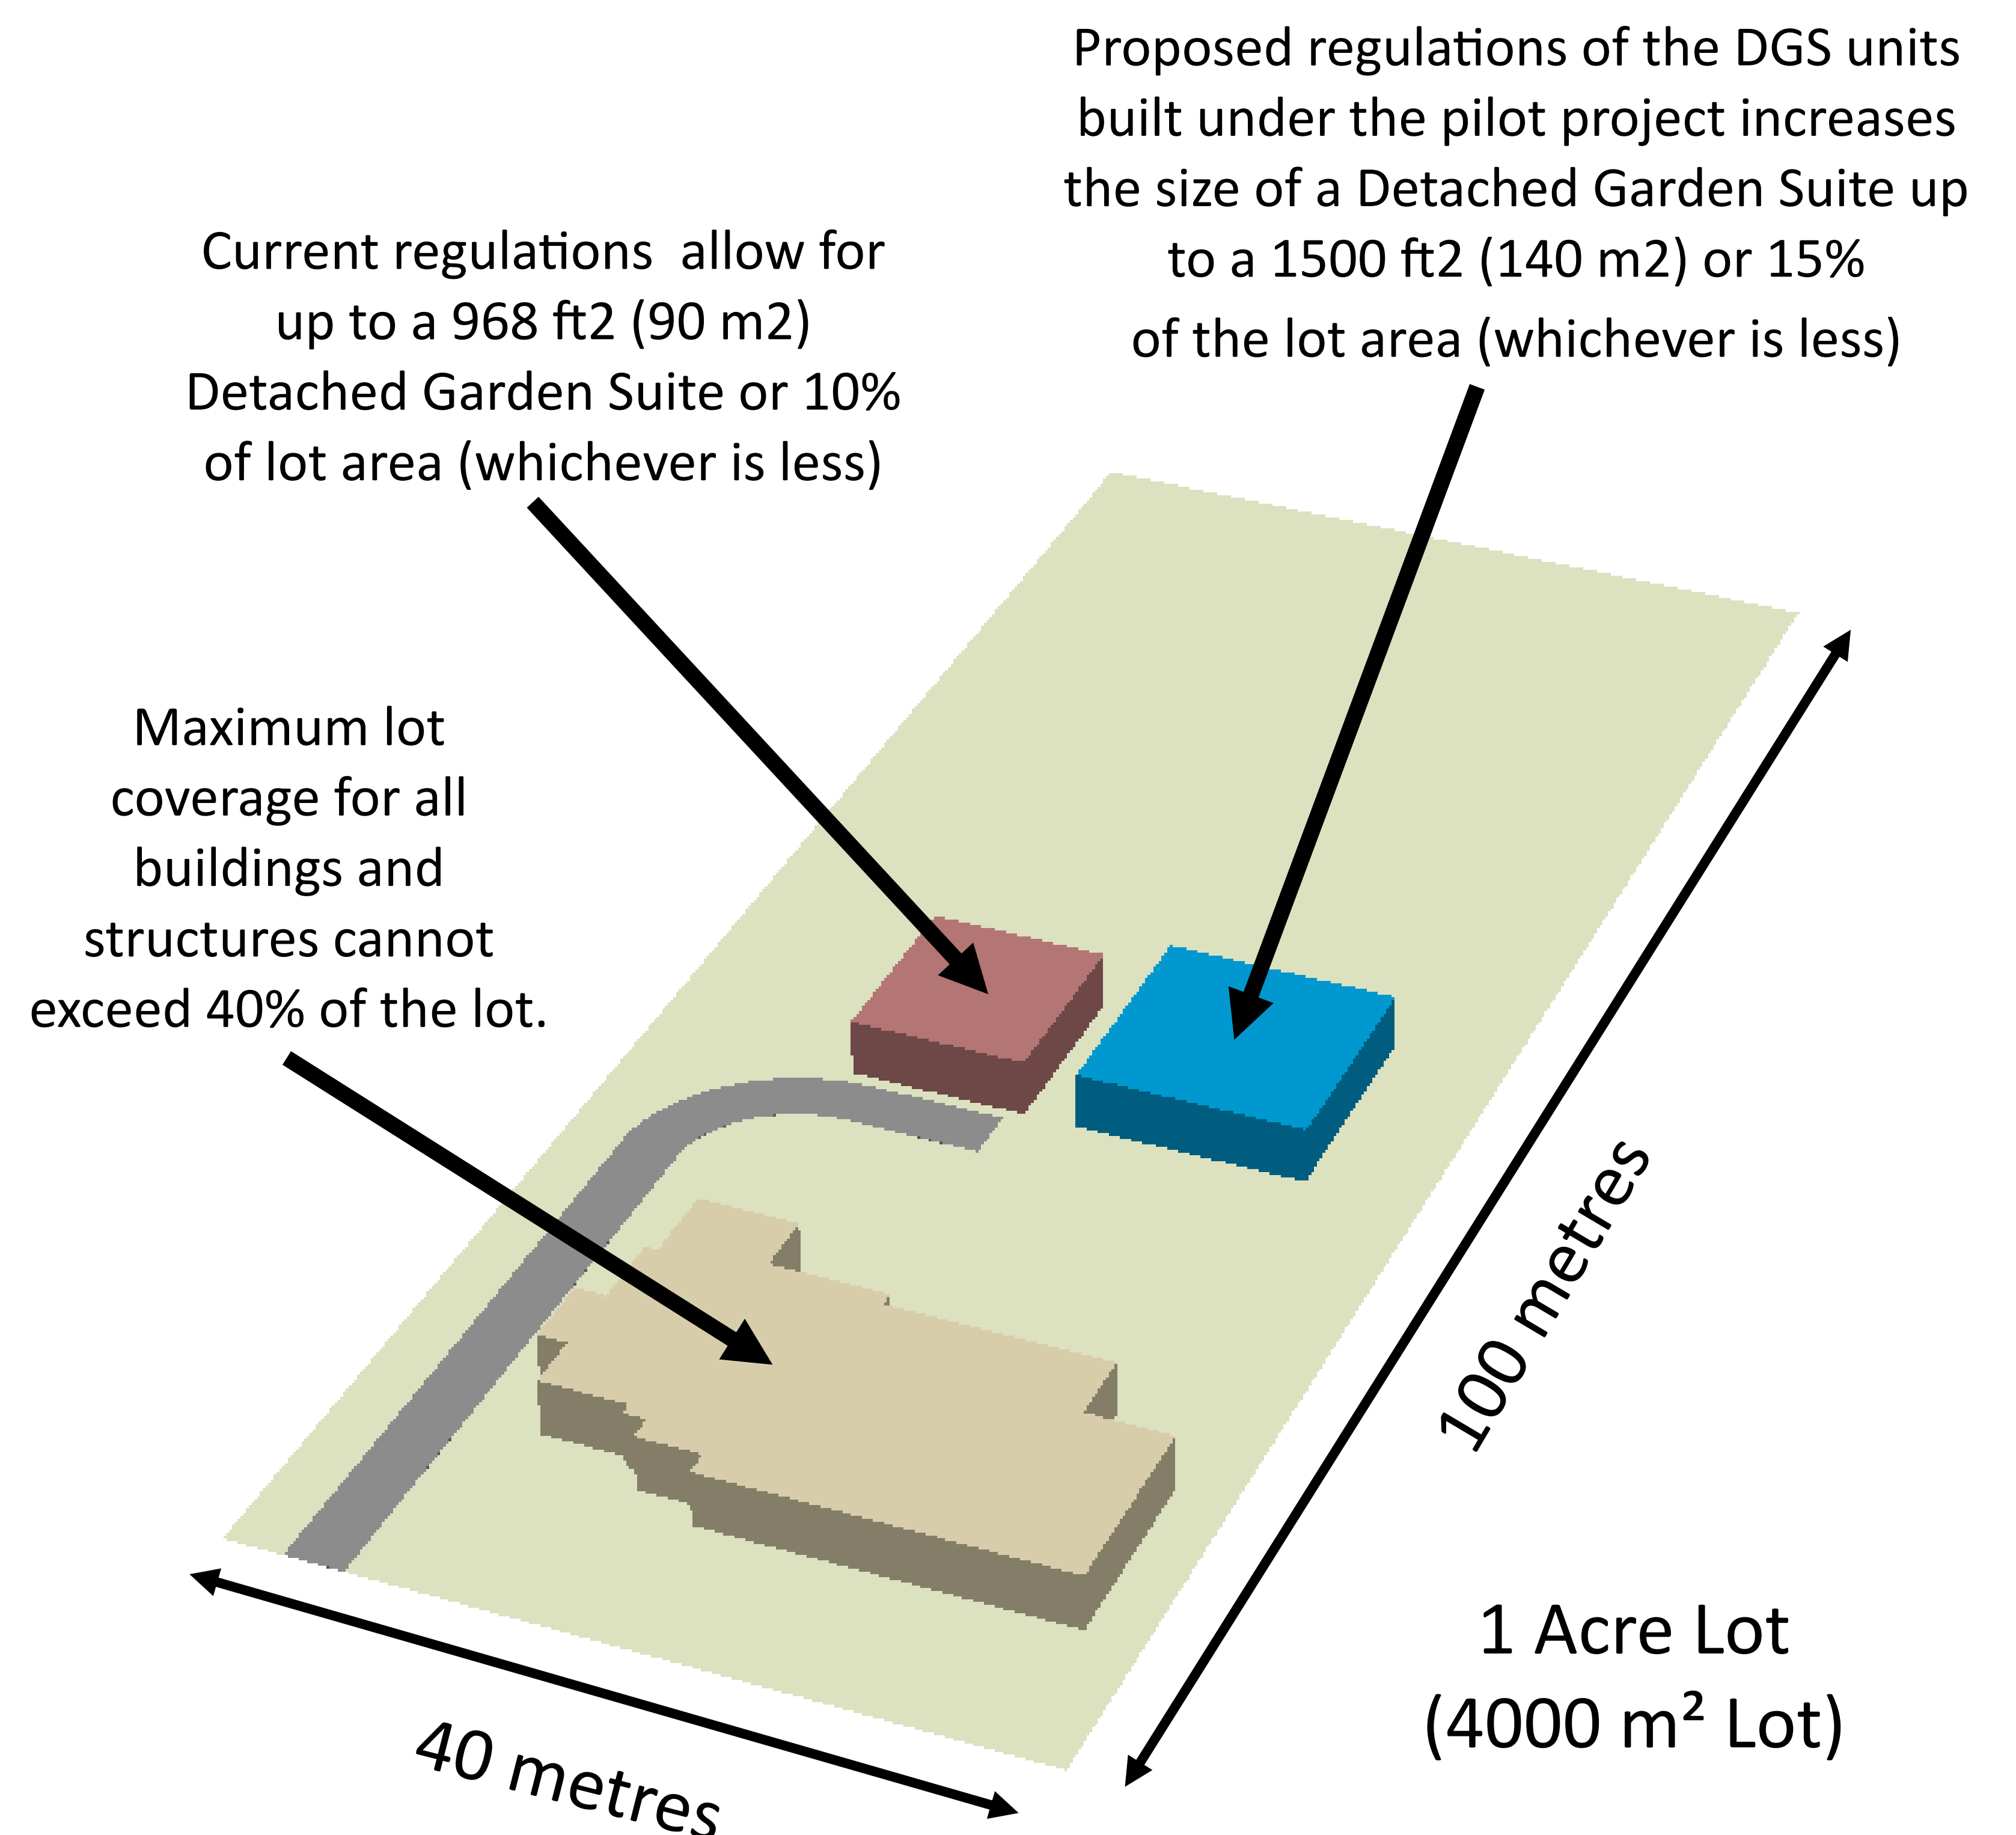 Proposed regulations of the DGS units
built under the pilot project increases
the size of a Detached Garden Suite up
to a 1500 ft2 (140 m2) or 15%
of the lot area (whichever is less)
Current regulations  allow for
up to a 968 ft2 (90 m2)
Detached Garden Suite or 10%
of lot area (whichever is less)
Maximum lot
coverage for all
buildings and
structures cannot
exceed 40% of the lot.
100 metres
40 metres
1 Acre Lot
(4000 m² Lot)